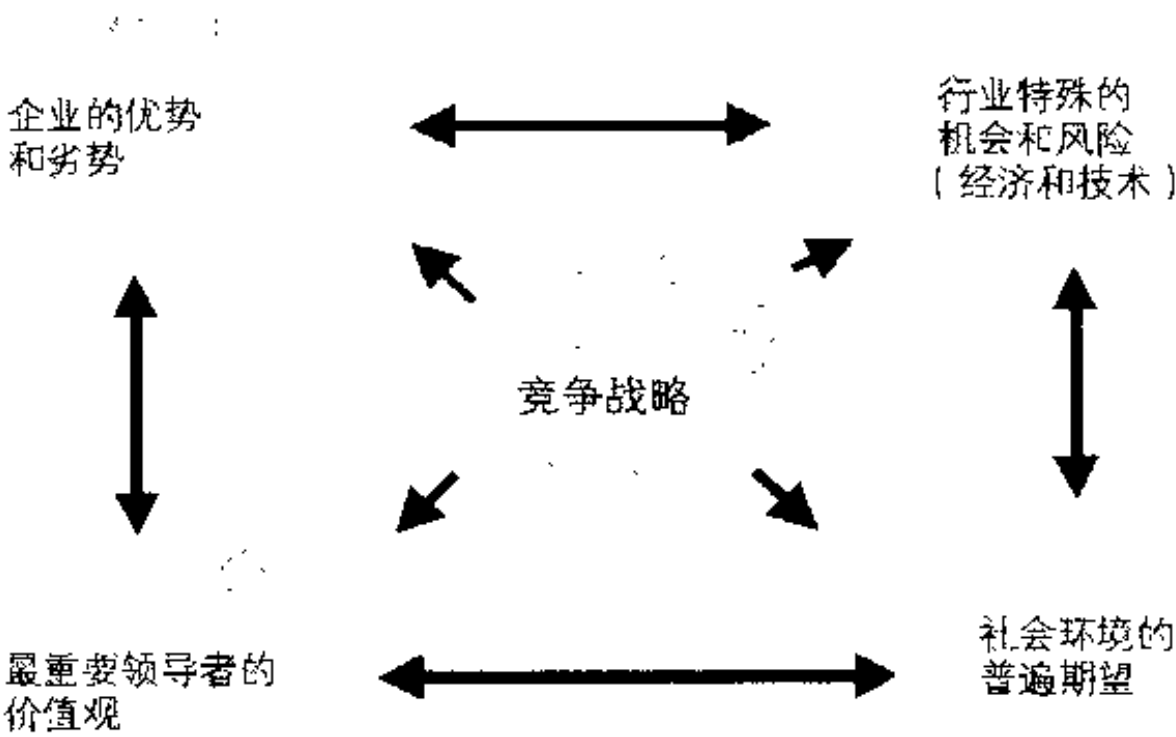 企业的优势
和劣势
行业特殊的
机会和风险
(经济和技术)
竞争战略
最重要领导者的
价值观
社会环境的
普遍期望